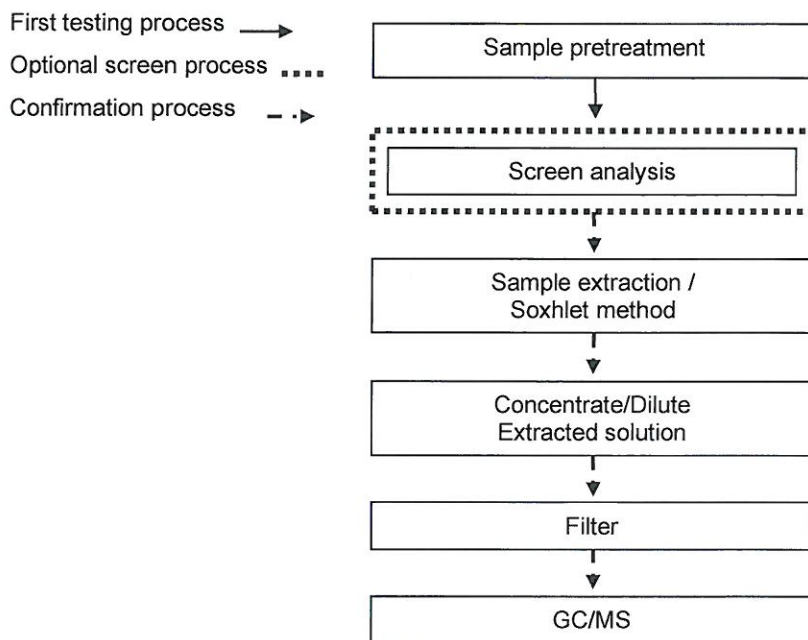 First testing process
Optional screen process
Confirmation process
Sample pretreatment
Screen analysis
Sample extraction /
Soxhlet method
Concentrate/Dilute
Extracted solution
Filter
GC/MS